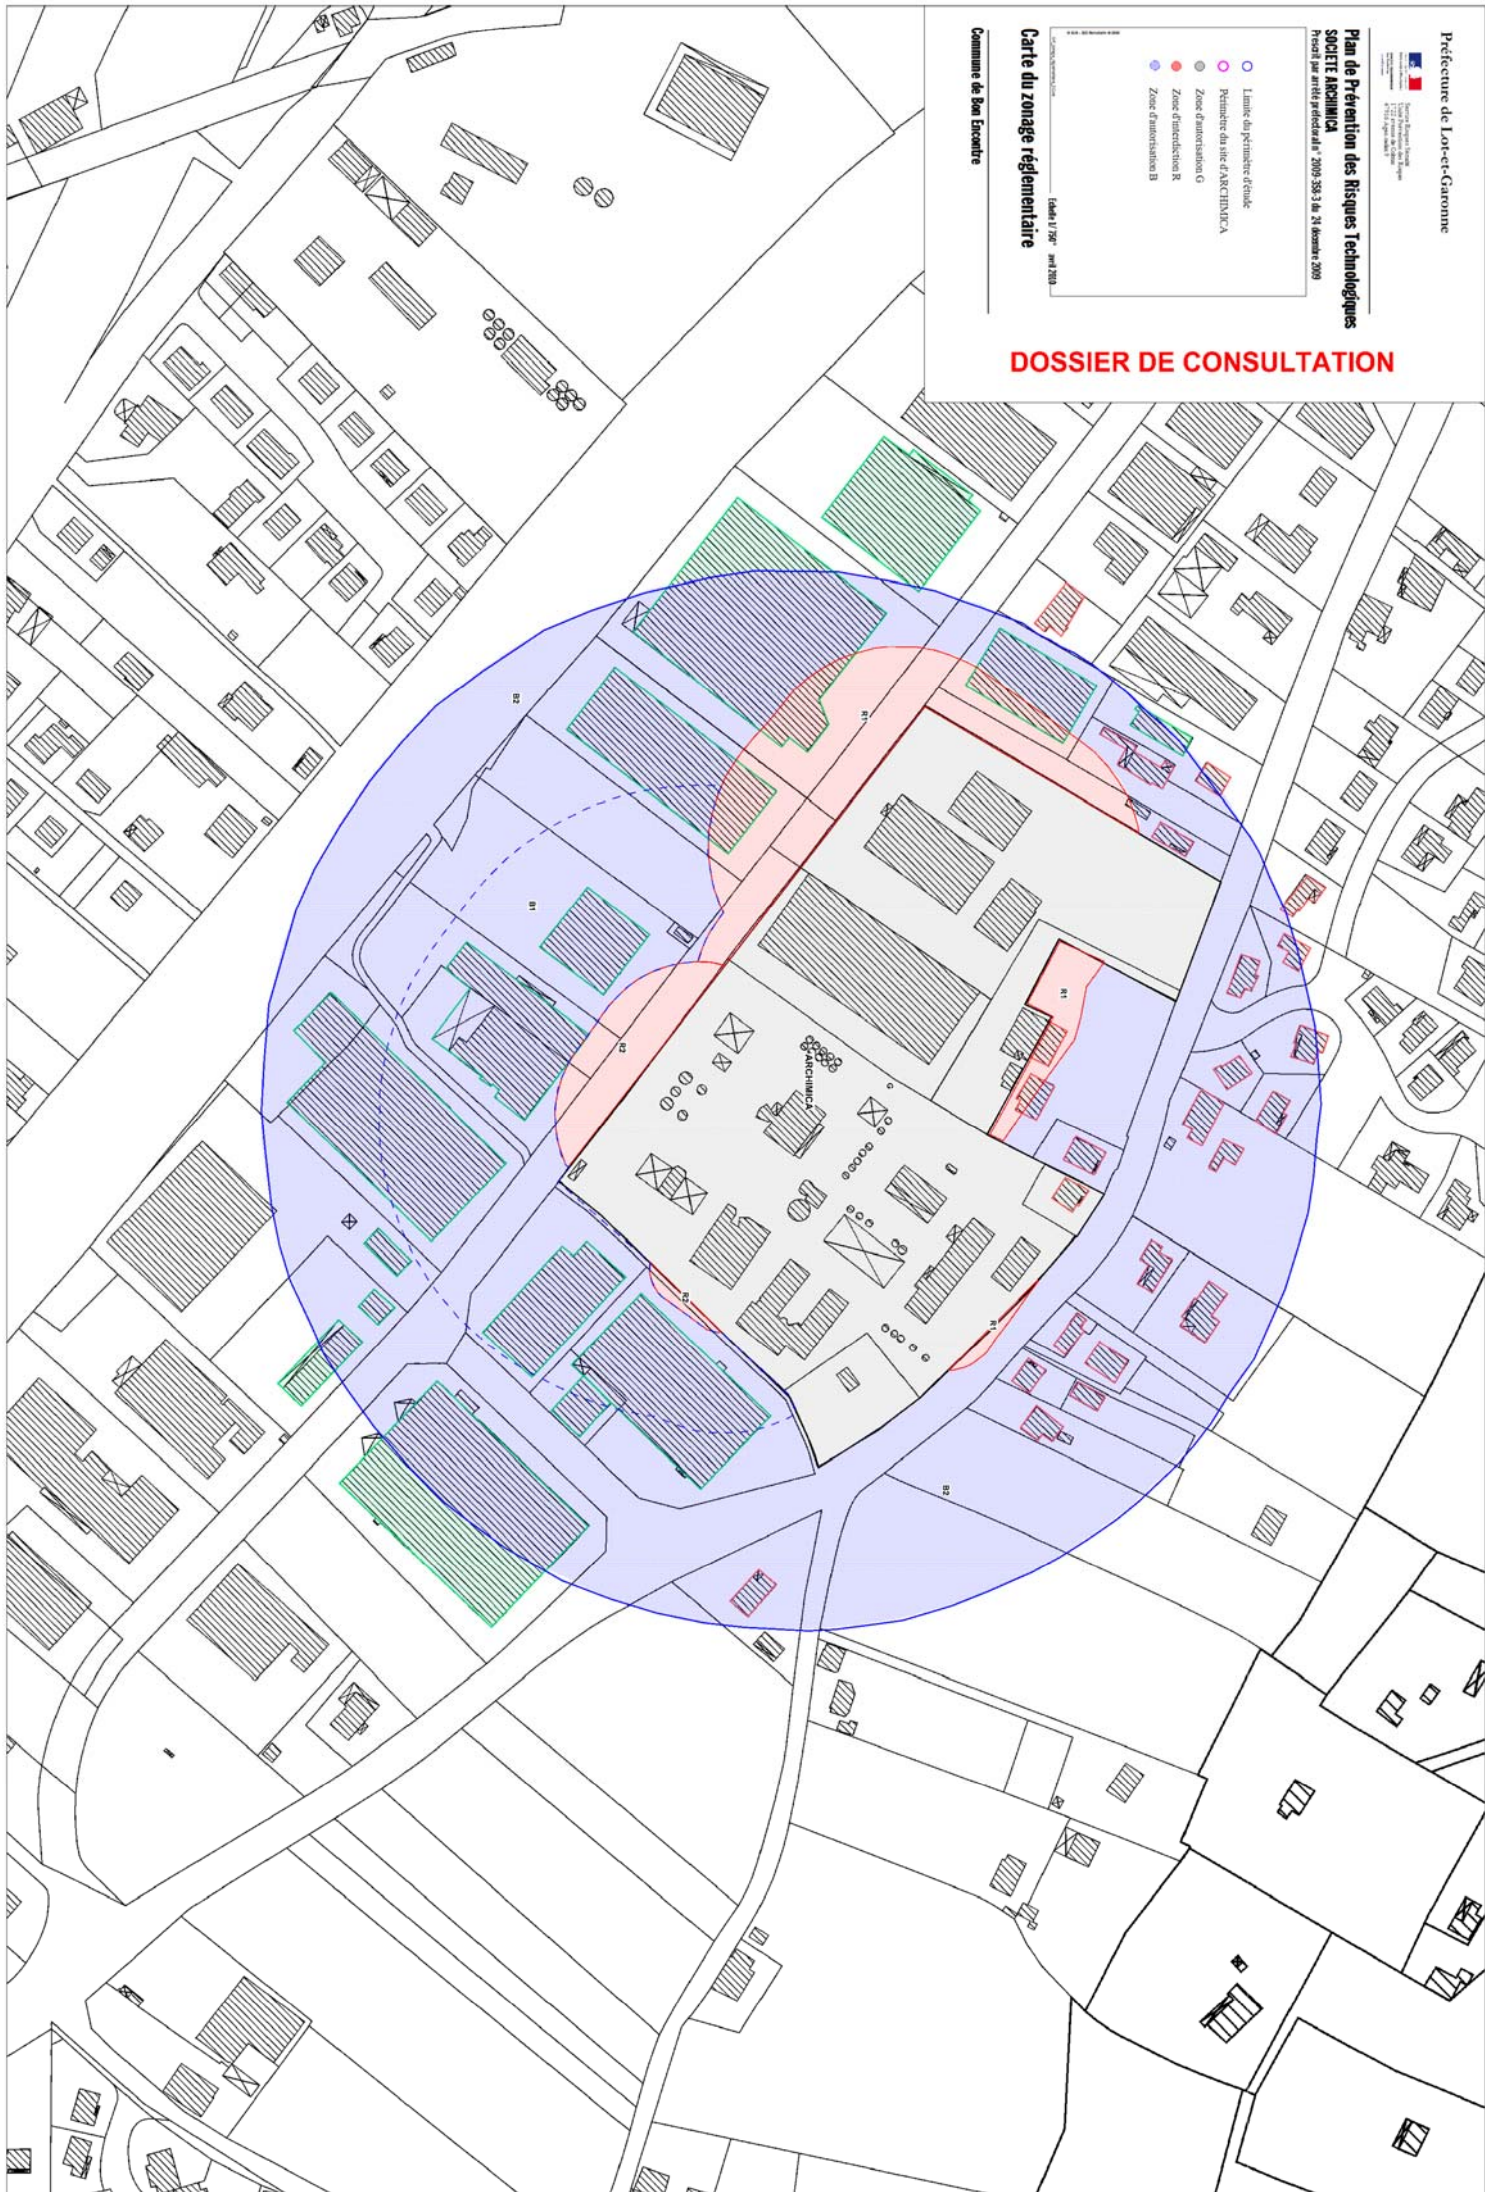 Préfecture de Lot-et-Garonne
Plan de Prévention des Risques Technologiques
SOCIETE ARCHIMICA
Prescrit par arrêté préfectoral n° 2009-358-3 du 24 décembre 2009
Limite du périmètre d'étude
Périmètre du site d'ARCHIMICA
Zone d'autorisation G
Zone d'interdiction R
Zone d'autorisation B
Echelle 1/ 750° avril 2010
Carte du zonage réglementaire
Commune de Bon Encontre
DOSSIER DE CONSULTATION
R1
B2
B1
R1
R2
ARCHIMICA
R2
R1
B2